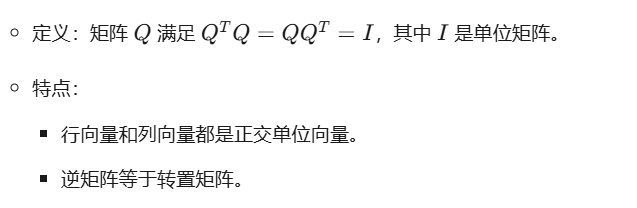 定义：矩阵 Q 满足 QᵀQ = QQᵀ = I，其中 I 是单位矩阵。
特点：
行向量和列向量都是正交单位向量。
逆矩阵等于转置矩阵。